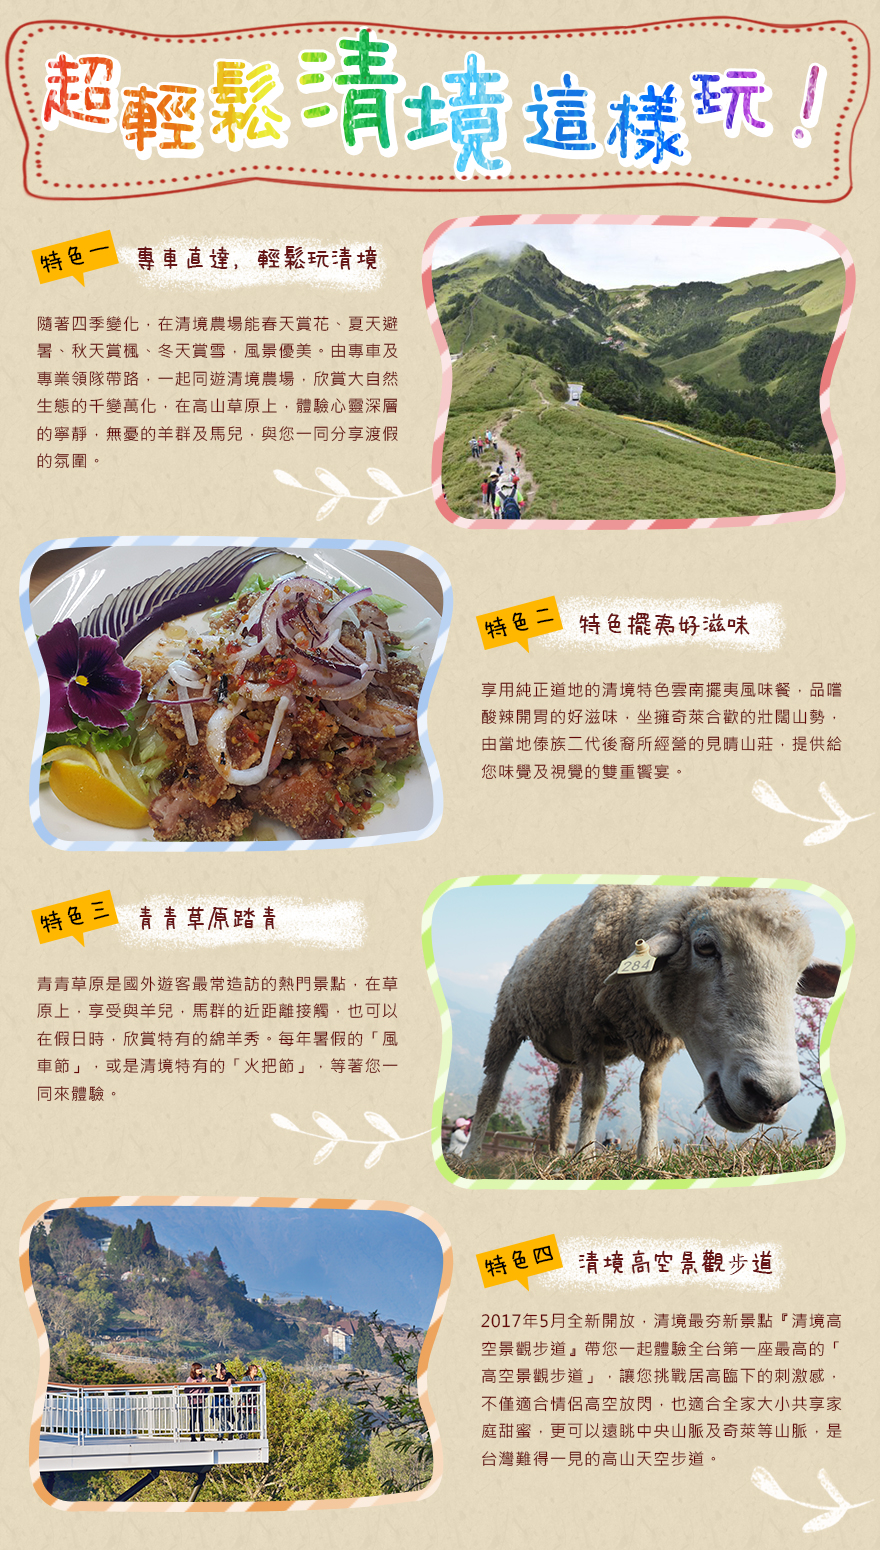 超輕鬆清境這樣玩！
特色一
專車直達，輕鬆玩清境
隨著四季變化，在清境農場能春天賞花、夏天避
暑、秋天賞楓、冬天賞雪，風景優美。由專車及
專業領隊帶路，一起同遊清境農場，欣賞大自然
生態的千變萬化，在高山草原上，體驗心靈深層
的寧靜，無憂的羊群及馬兒，與您一同分享渡假
的氛圍。
特色二
特色擺夷好滋味
享用純正道地的清境特色雲南擺夷風味餐，品嚐
酸辣開胃的好滋味，坐擁奇萊合歡的壯闊山勢，
由當地傣族二代後裔所經營的見晴山莊，提供給
您味覺及視覺的雙重饗宴。
特色三
青青草原踏青
青青草原是國外遊客最常造訪的熱門景點，在草
原上，享受與羊兒，馬群的近距離接觸，也可以
在假日時，欣賞特有的綿羊秀。每年暑假的「風
車節」，或是清境特有的「火把節」，等著您一
同來體驗。
284
特色四
清境高空景觀步道
2017年5月全新開放，清境最夯新景點『清境高
空景觀步道』帶您一起體驗全台第一座最高的「
高空景觀步道」，讓您挑戰居高臨下的刺激感，
不僅適合情侶高空放閃，也適合全家大小共享家
庭甜蜜，更可以遠眺中央山脈及奇萊等山脈，是
台灣難得一見的高山天空步道。